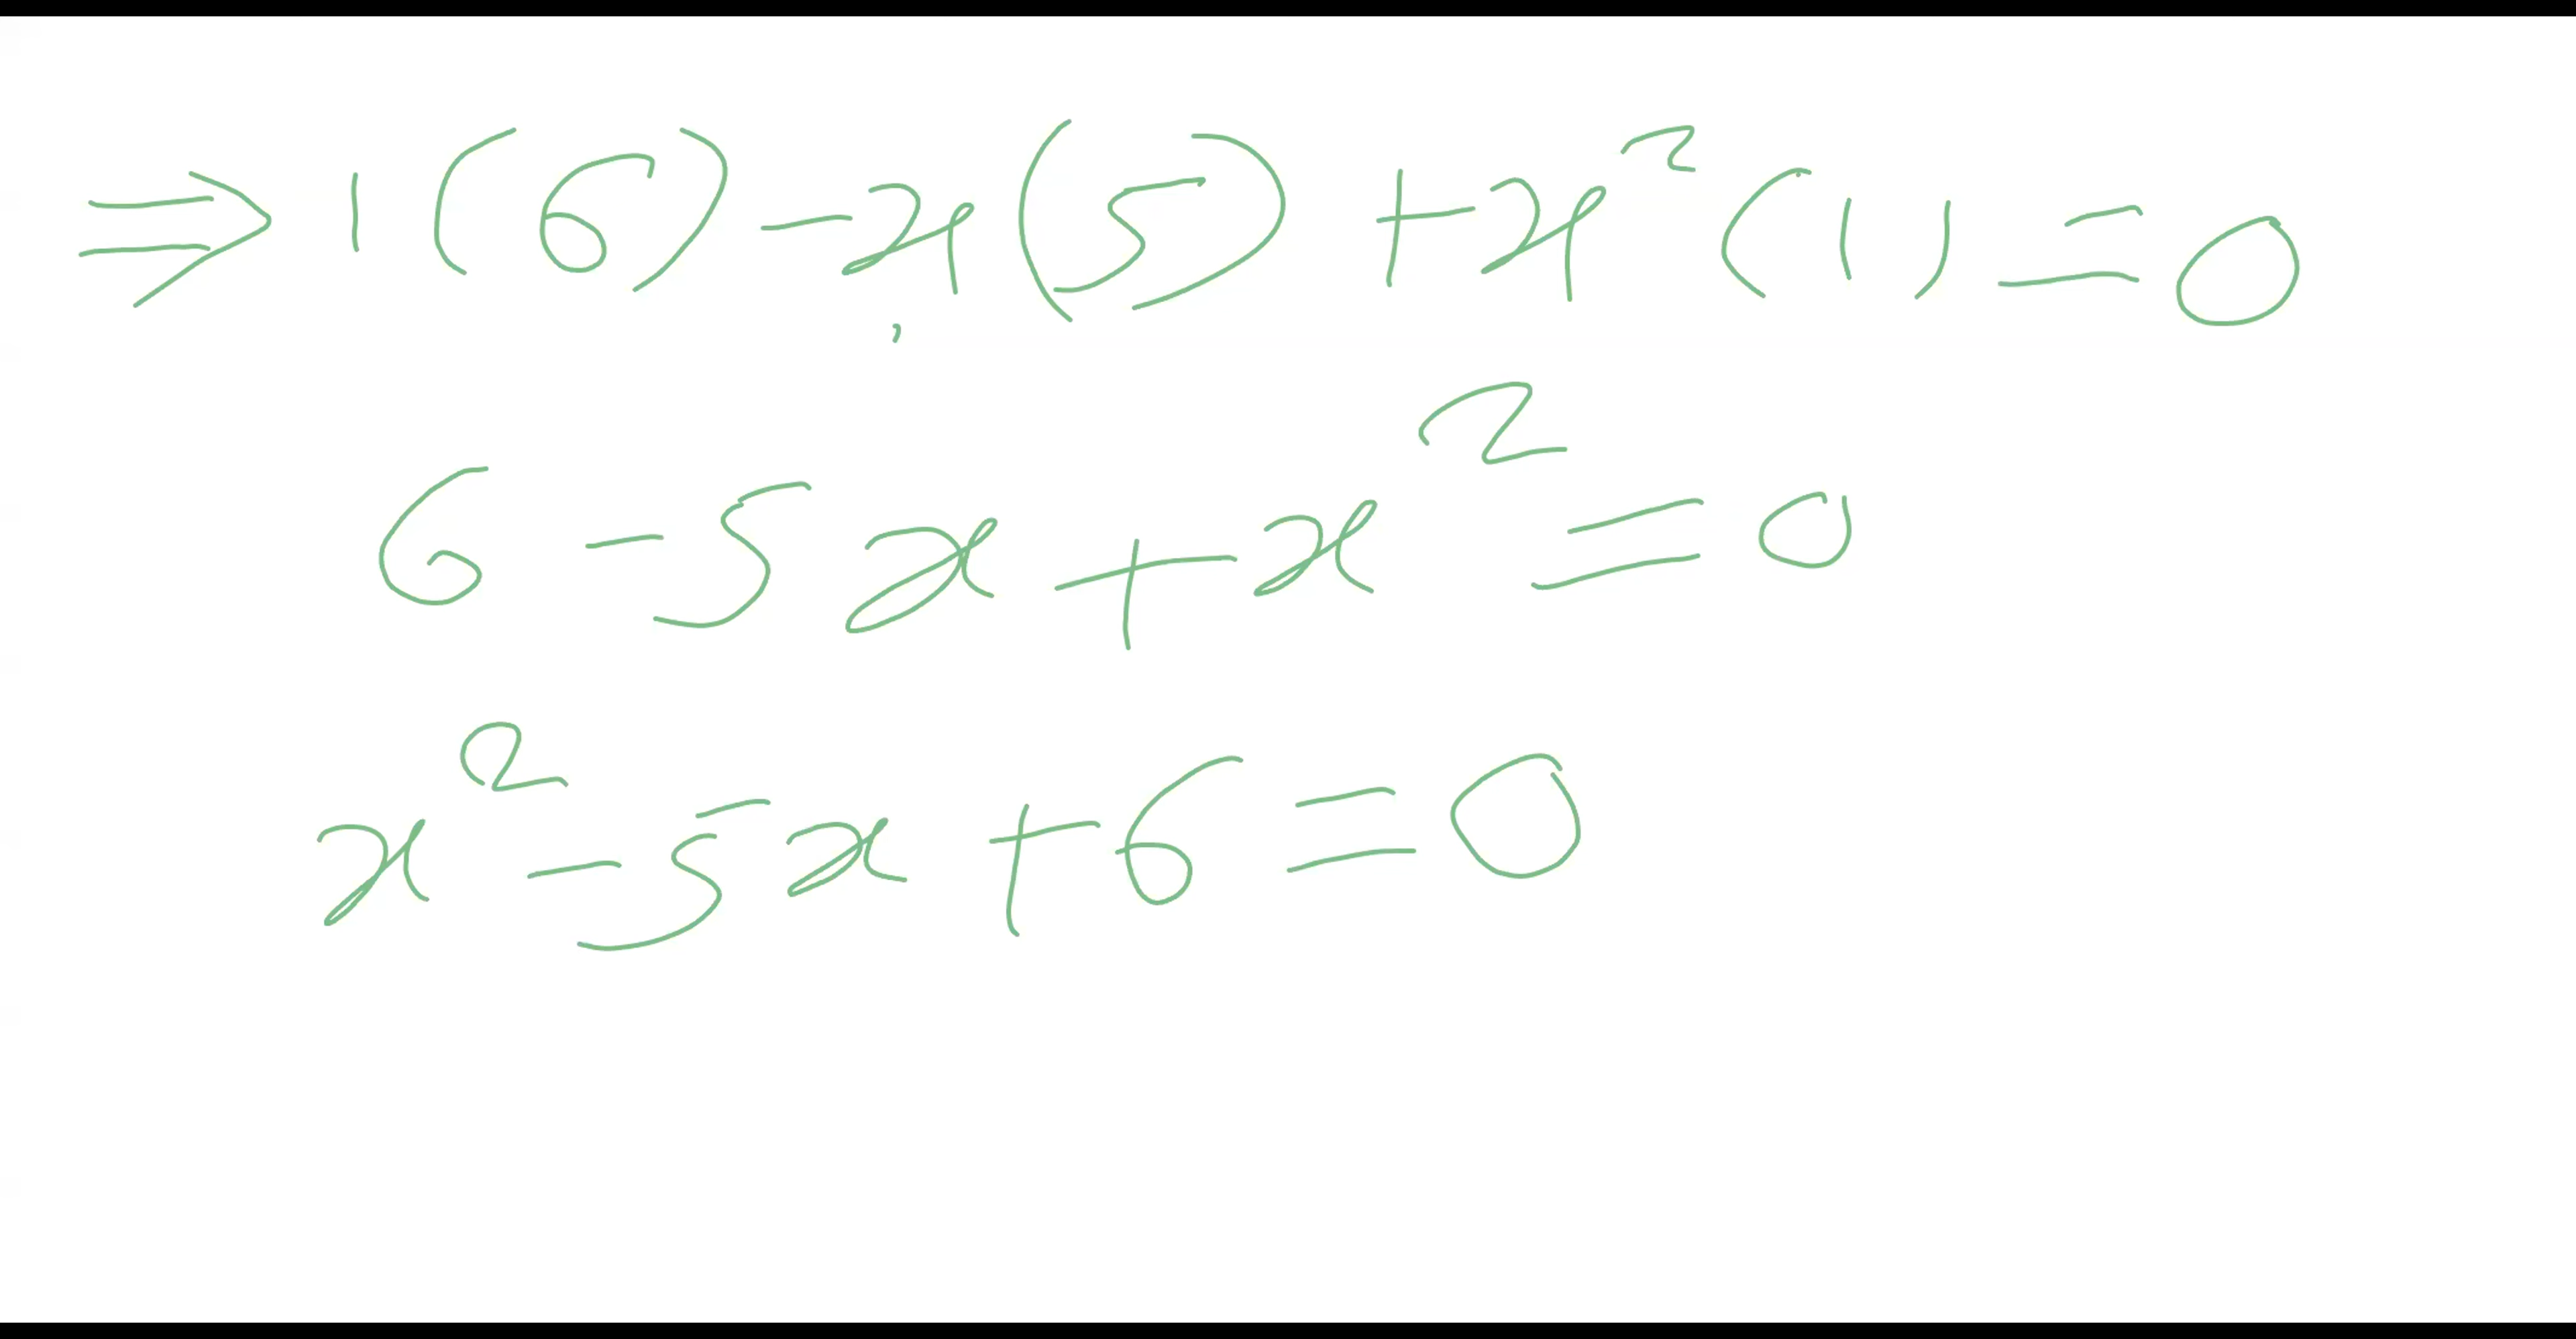 ⇒ 1(6) - x(5) + x²(1) = 0
6 - 5x + x² = 0
x² - 5x + 6 = 0